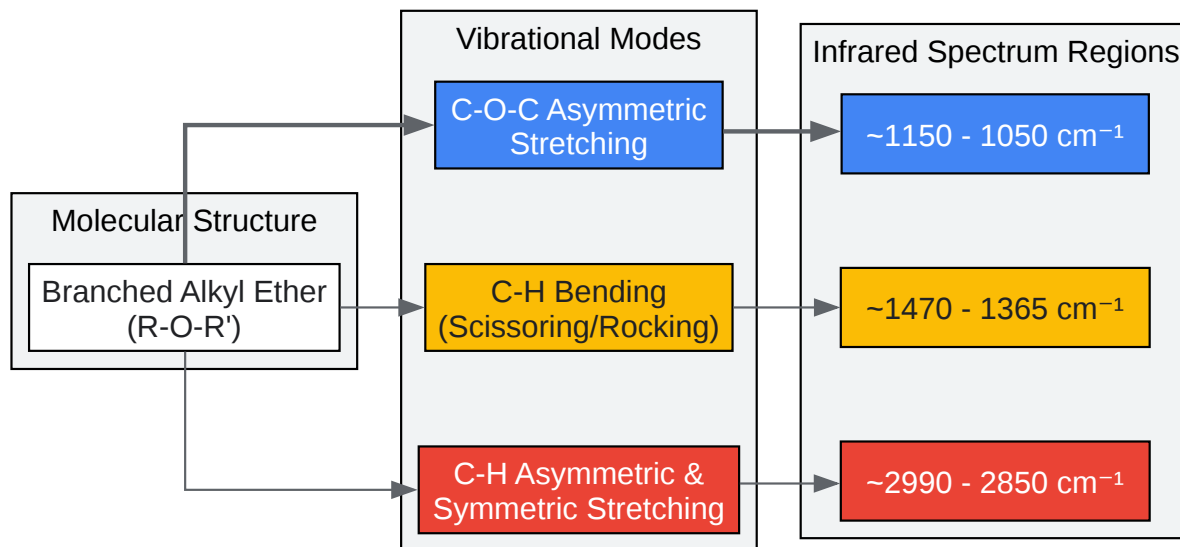 Vibrational Modes
Infrared Spectrum Regions
C-O-C Asymmetric
Stretching
~1150 - 1050 cm⁻¹
Molecular Structure
Branched Alkyl Ether
(R-O-R')
C-H Bending
(Scissoring/Rocking)
~1470 - 1365 cm⁻¹
C-H Asymmetric &
Symmetric Stretching
~2990 - 2850 cm⁻¹